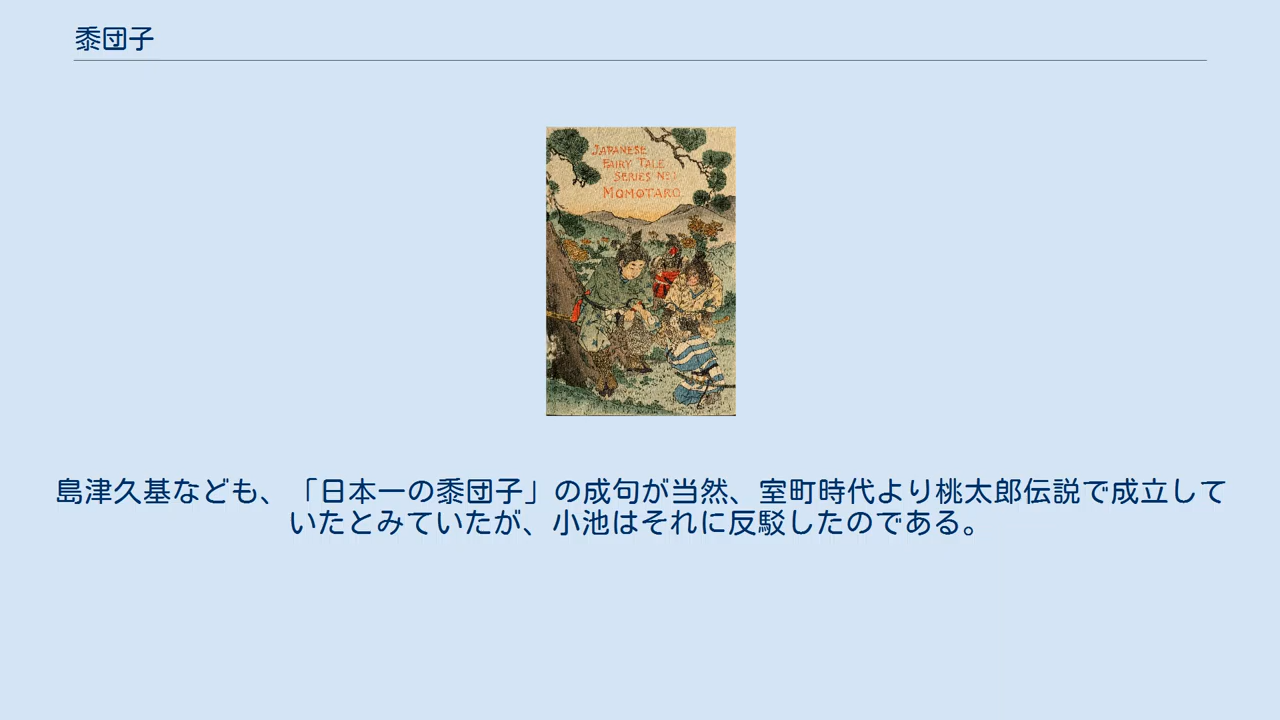 黍団子
JAPANESE
FAIRY TALE
SERIES No.1
MOMOTARO
島津久基なども、「日本一の黍団子」の成句が当然、室町時代より桃太郎伝説で成立して
いたとみていたが、小池はそれに反駁したのである。